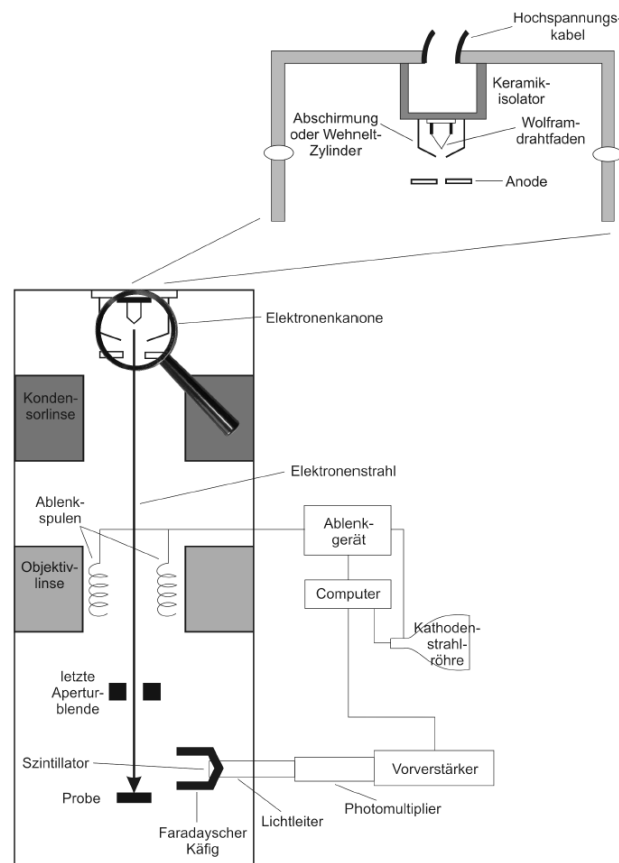 Hochspannungs-
kabel
Keramik-
isolator
Abschirmung
oder Wehnelt-
Zylinder
Wolfram-
drahtfaden
Anode
Elektronenkanone
Konden-
sorlinse
Elektronenstrahl
Ablenk-
spulen
Ablenk-
gerät
Objektiv-
linse
Computer
Kathoden-
strahl-
röhre
letzte
Apertur-
blende
Szintillator
Vorverstärker
Probe
Photomultiplier
Lichtleiter
Faradayscher
Käfig